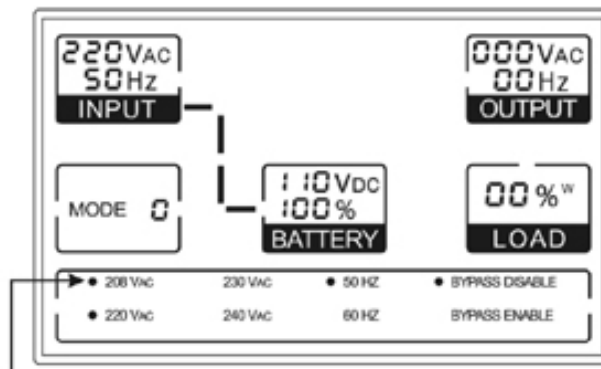 220VAC
50HZ
INPUT
000VAC
00HZ
OUTPUT
MODE 0
110VDC
100%
BATTERY
00%W
LOAD
208 VAC 230 VAC 50 HZ BYPASS DISABLE
220 VAC 240 VAC 60 HZ BYPASS ENABLE